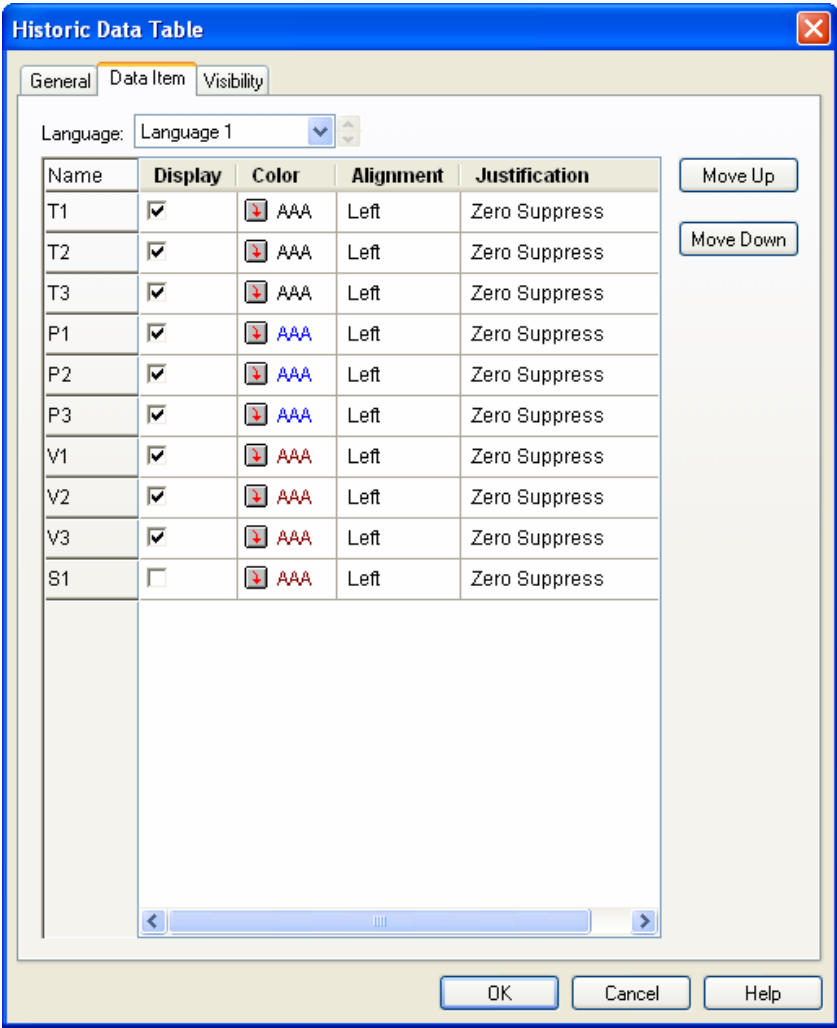 Historic Data Table
General Data Item Visibility
Language: Language 1
Name Display Color Alignment Justification
T1 AAA Left Zero Suppress
T2 AAA Left Zero Suppress
T3 AAA Left Zero Suppress
P1 AAA Left Zero Suppress
P2 AAA Left Zero Suppress
P3 AAA Left Zero Suppress
V1 AAA Left Zero Suppress
V2 AAA Left Zero Suppress
V3 AAA Left Zero Suppress
S1 AAA Left Zero Suppress
Move Up
Move Down
OK Cancel Help